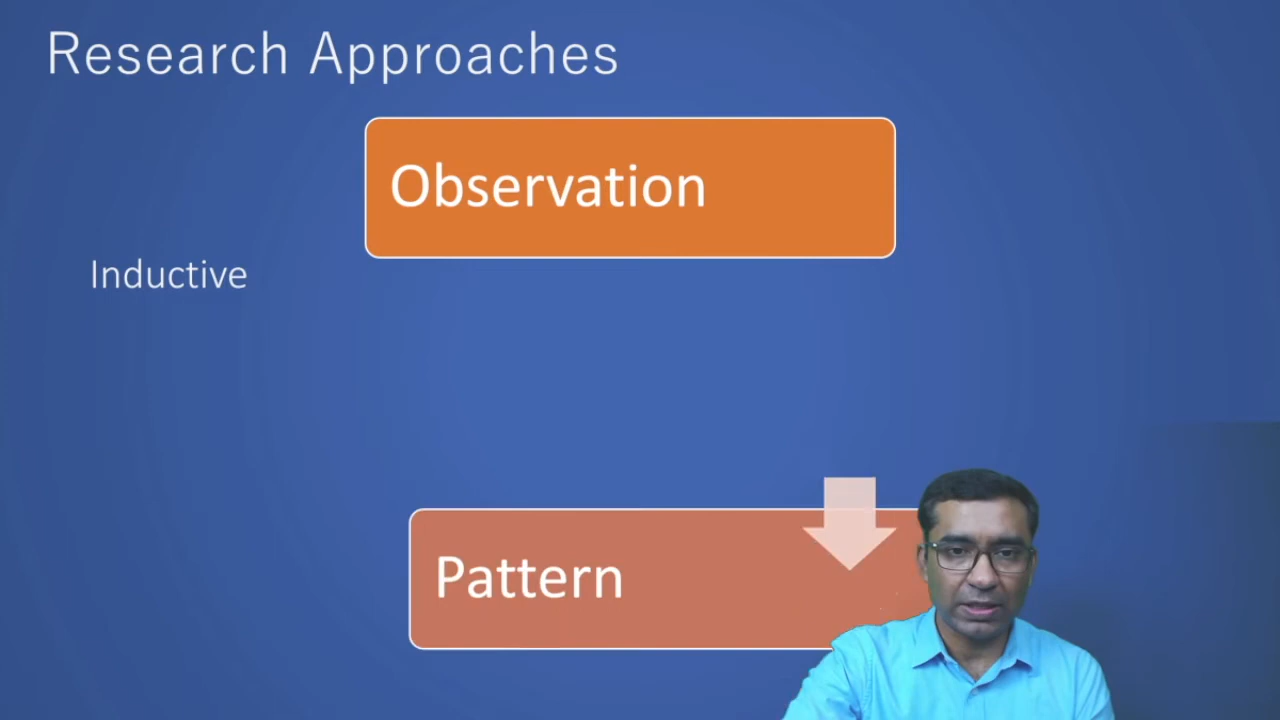 Research Approaches
Observation
Inductive
Pattern